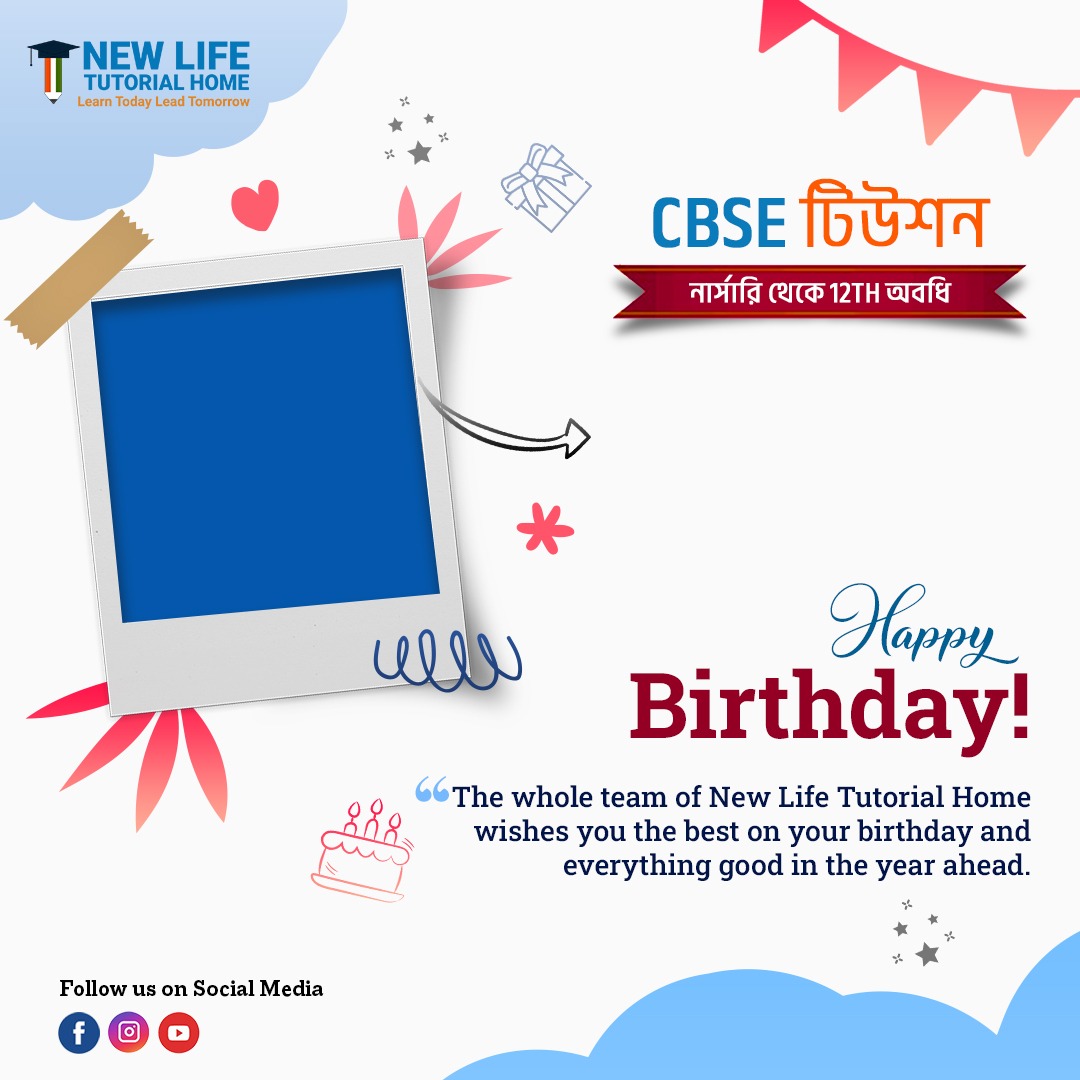 NEW LIFE
TUTORIAL HOME
Learn Today Lead Tomorrow
CBSE টিউশন
নার্সারি থেকে 12TH অবধি
Happy
Birthday!
“The whole team of New Life Tutorial Home
wishes you the best on your birthday and
everything good in the year ahead.
Follow us on Social Media